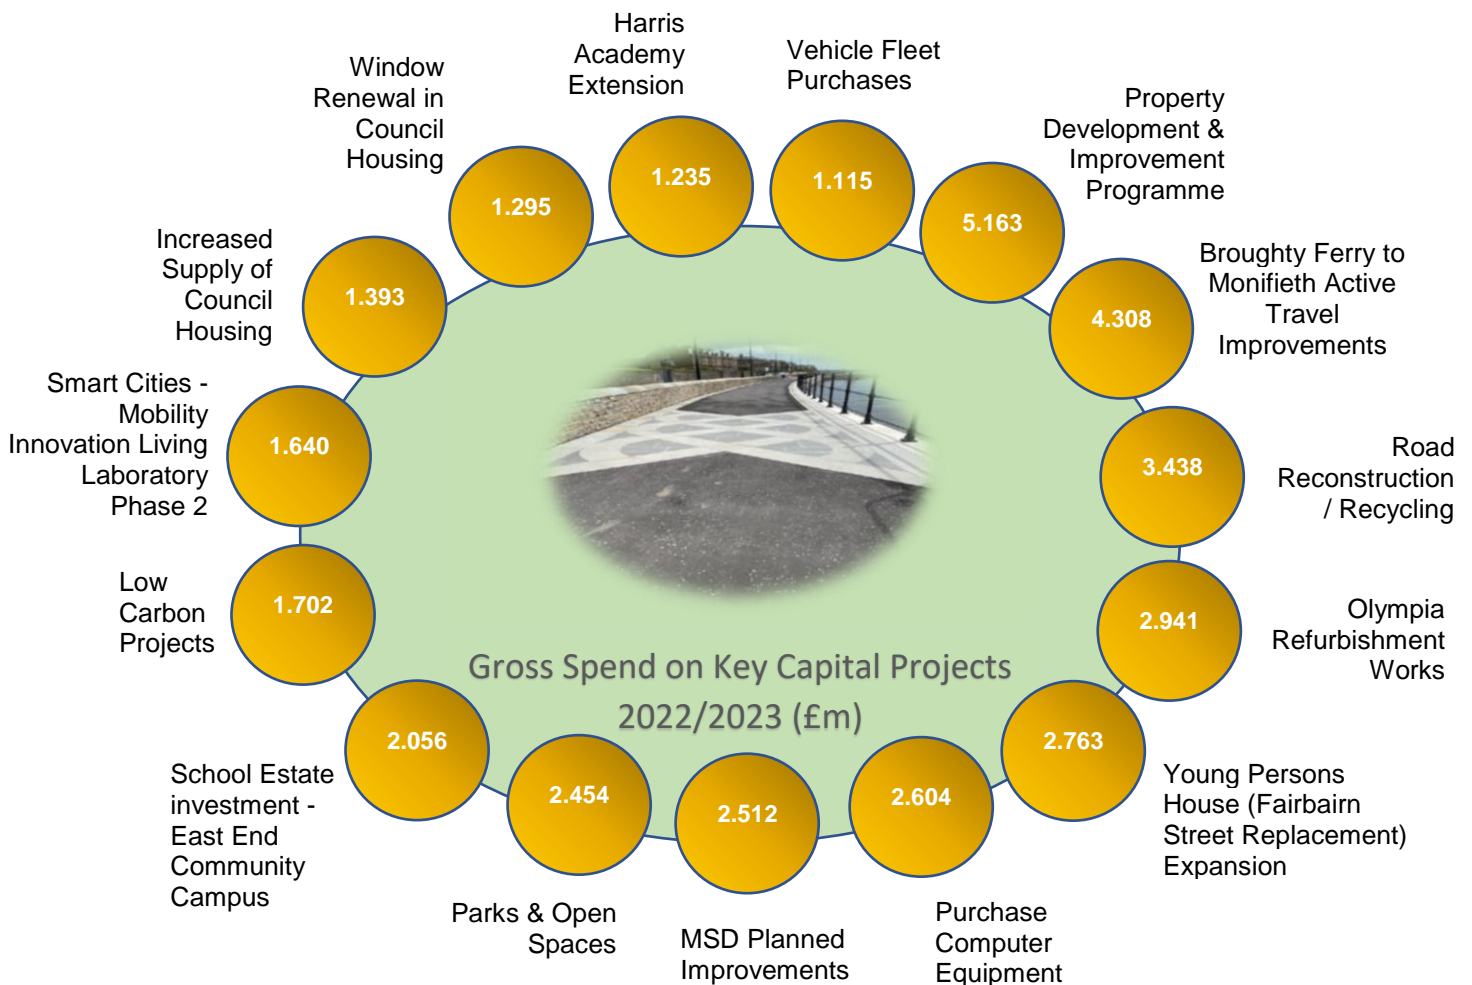 Harris
Academy
Extension
1.235
Vehicle Fleet
Purchases
1.115
Property
Development &
Improvement
Programme
5.163
Broughty Ferry to
Monifieth Active
Travel
Improvements
4.308
Road
Reconstruction
/ Recycling
3.438
Olympia
Refurbishment
Works
2.941
Young Persons
House (Fairbairn
Street Replacement)
Expansion
2.763
Purchase
Computer
Equipment
2.604
MSD Planned
Improvements
2.512
Parks & Open
Spaces
2.454
School Estate
investment -
East End
Community
Campus
2.056
Low
Carbon
Projects
1.702
Smart Cities -
Mobility
Innovation Living
Laboratory
Phase 2
1.640
Increased
Supply of
Council
Housing
1.393
Window
Renewal in
Council
Housing
1.295
Gross Spend on Key Capital Projects
2022/2023 (£m)